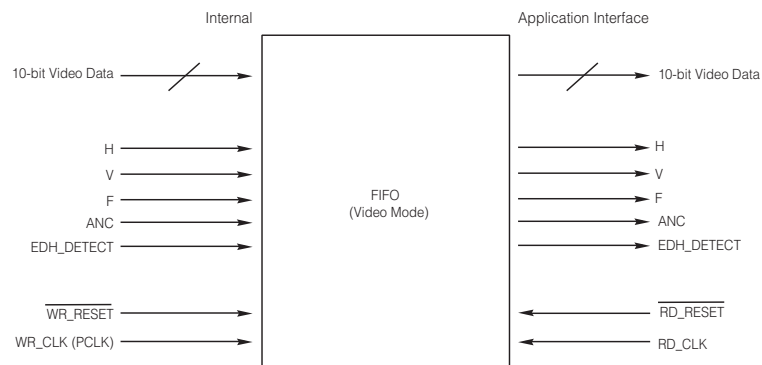 Internal
Application Interface
10-bit Video Data
10-bit Video Data
H
H
V
V
F
FIFO
(Video Mode)
F
ANC
ANC
EDH_DETECT
EDH_DETECT
WR_RESET
RD_RESET
WR_CLK (PCLK)
RD_CLK